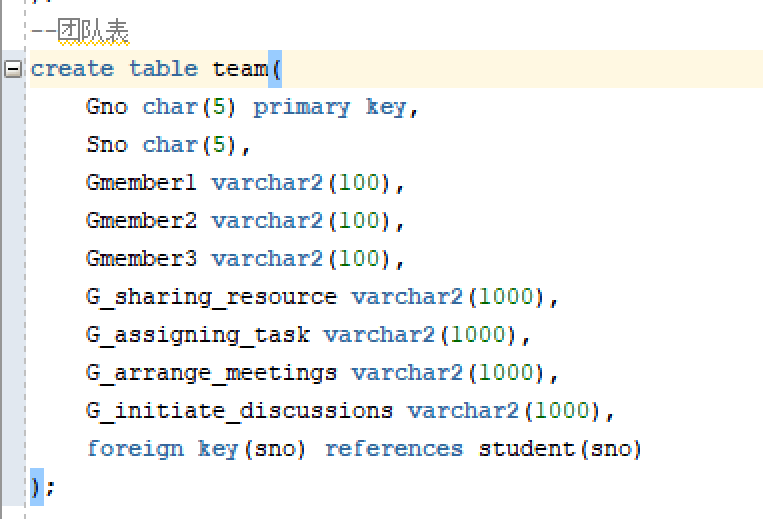 --团队表
create table team(
Gno char(5) primary key,
Sno char(5),
Gmember1 varchar2(100),
Gmember2 varchar2(100),
Gmember3 varchar2(100),
G_sharing_resource varchar2(1000),
G_assigning_task varchar2(1000),
G_arrange_meetings varchar2(1000),
G_initiate_discussions varchar2(1000),
foreign key(sno) references student(sno)
);